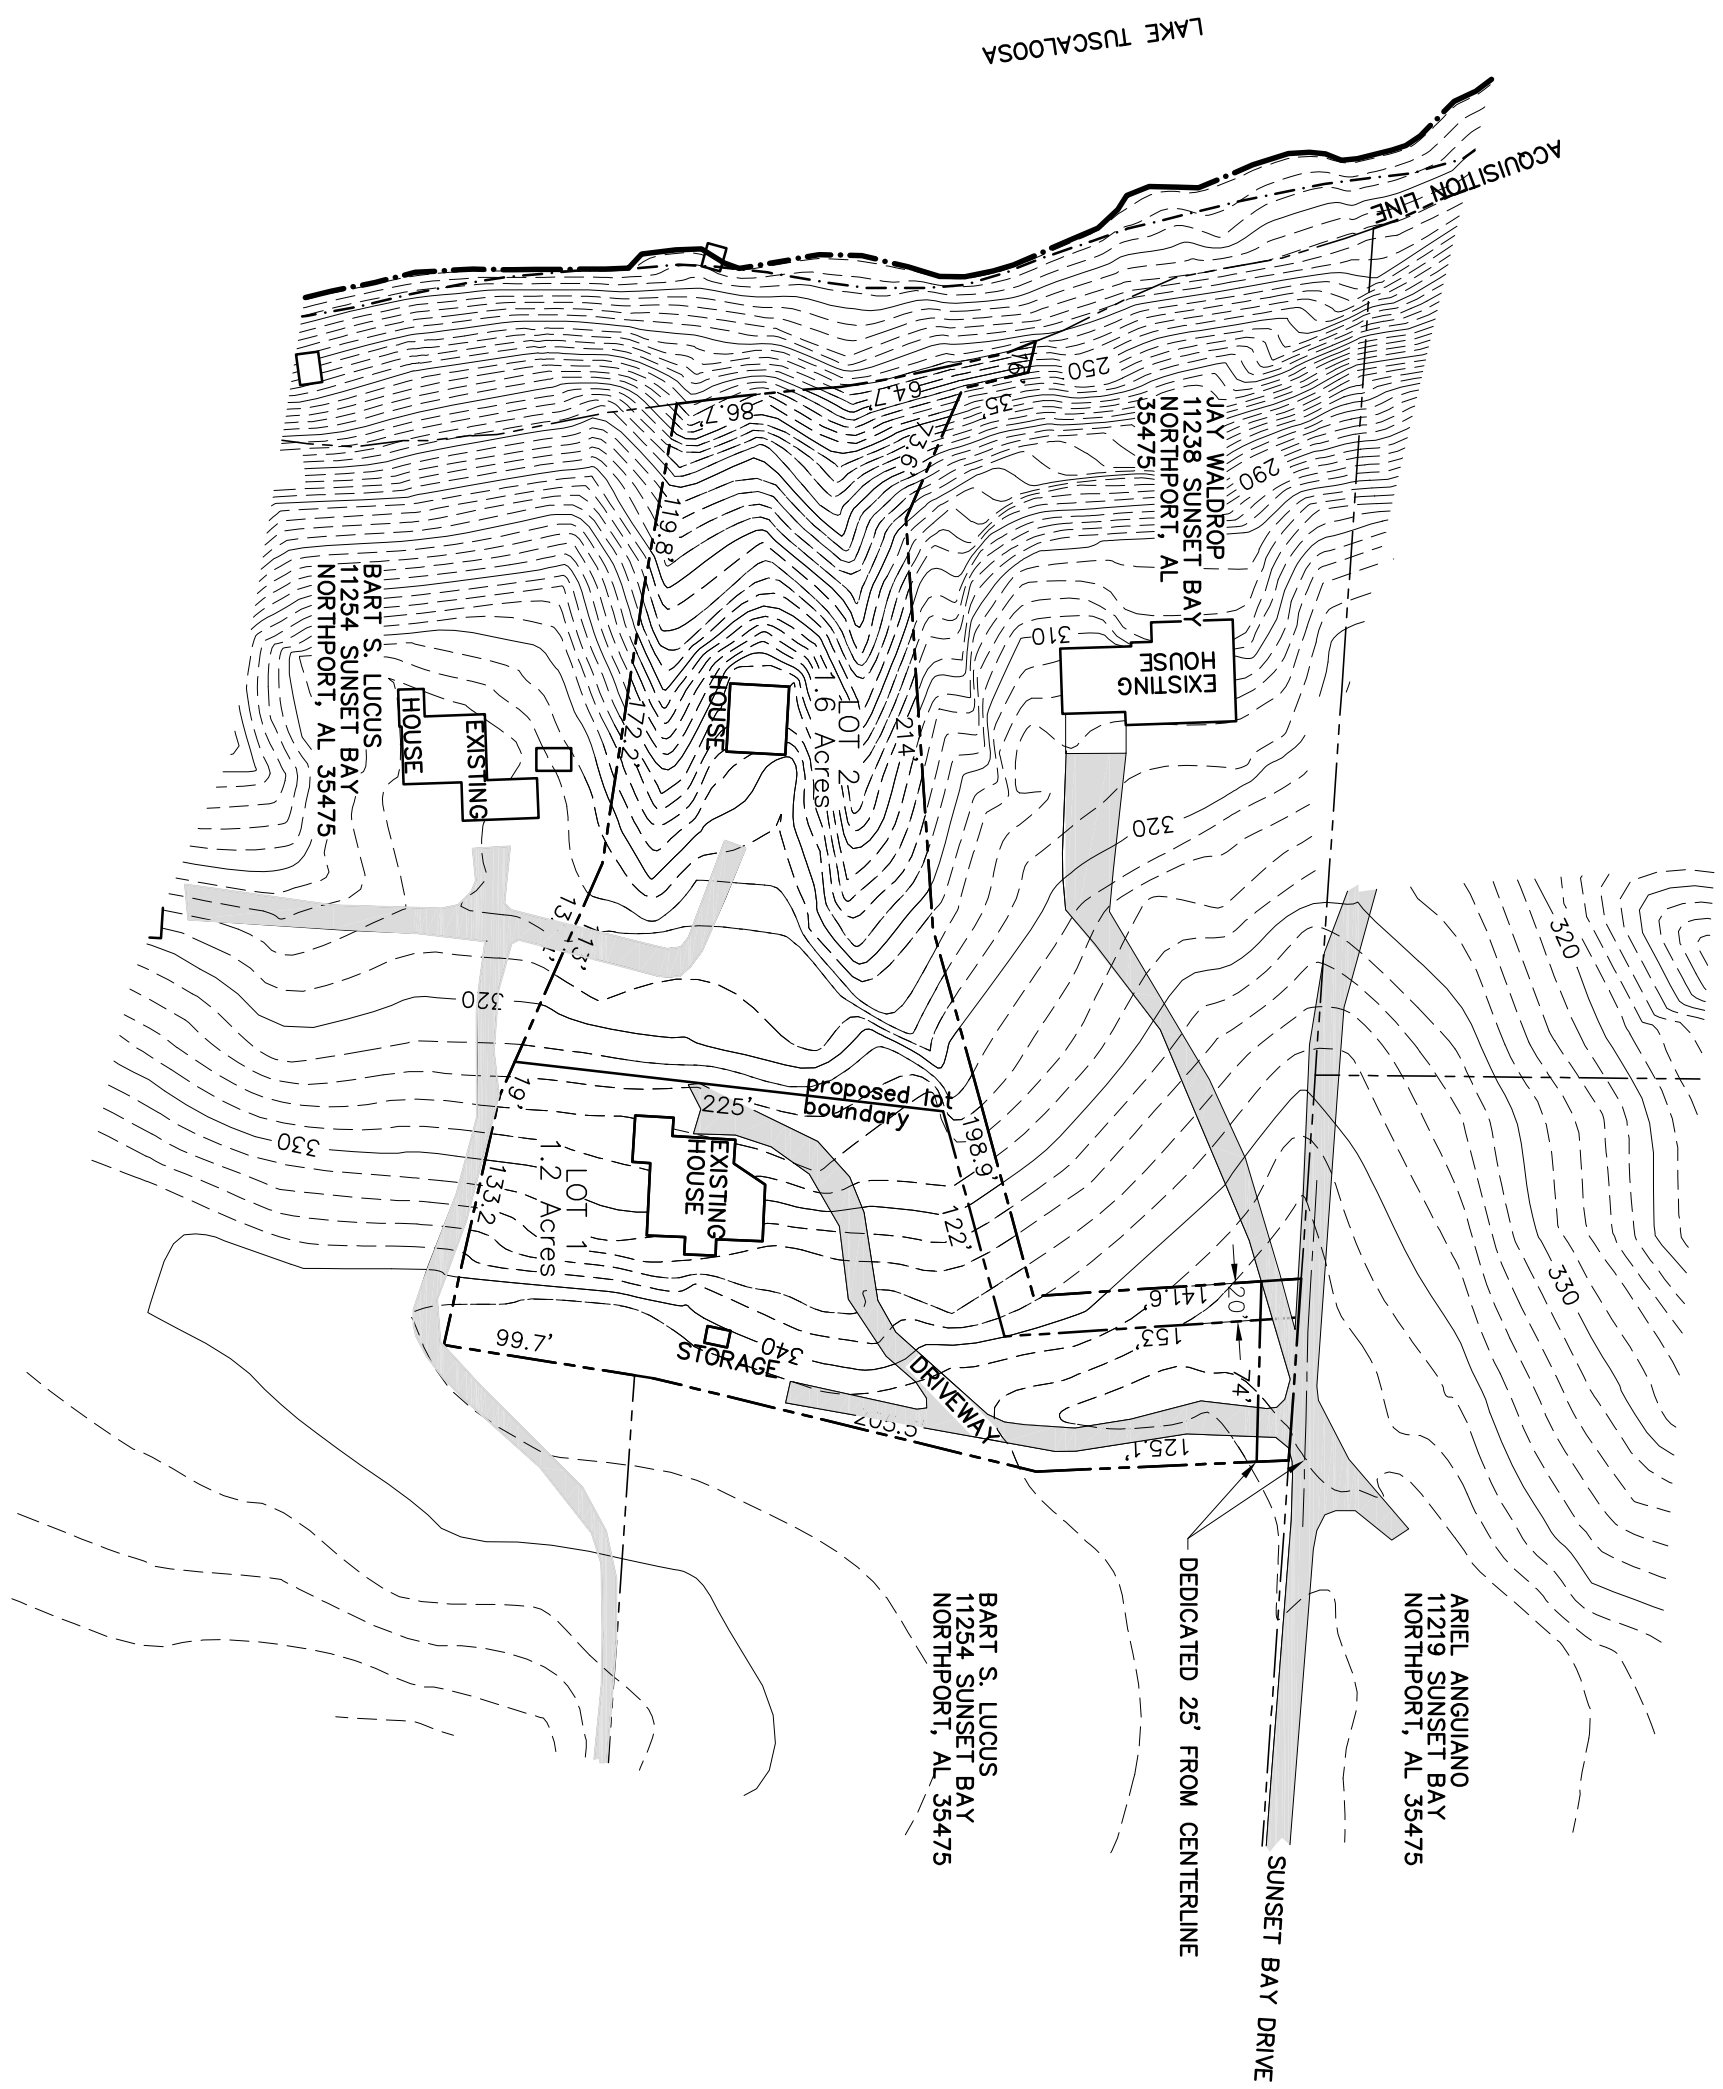 LAKE TUSCALOOSA
ACQUISITION LINE
250
16'
64.7'
86.7'
35'
73.6'
JAY WALDROP
11238 SUNSET BAY
NORTHPORT, AL
35475
290
119.8'
310
EXISTING
HOUSE
BART S. LUCUS
11254 SUNSET BAY
NORTHPORT, AL 35475
EXISTING
HOUSE
HOUSE
LOT 2
1.6 Acres
172.2'
214'
320
13.1'
13'
320
320
proposed lot
boundary
225'
19'
330
198.9'
EXISTING
HOUSE
LOT 1
1.2 Acres
133.2
122'
141.6'
20'
153'
330
99.7'
STORAGE
340
DRIVEWAY
74'
205.5'
125.1'
DEDICATED 25' FROM CENTERLINE
BART S. LUCUS
11254 SUNSET BAY
NORTHPORT, AL 35475
ARIEL ANGUIANO
11219 SUNSET BAY
NORTHPORT, AL 35475
SUNSET BAY DRIVE